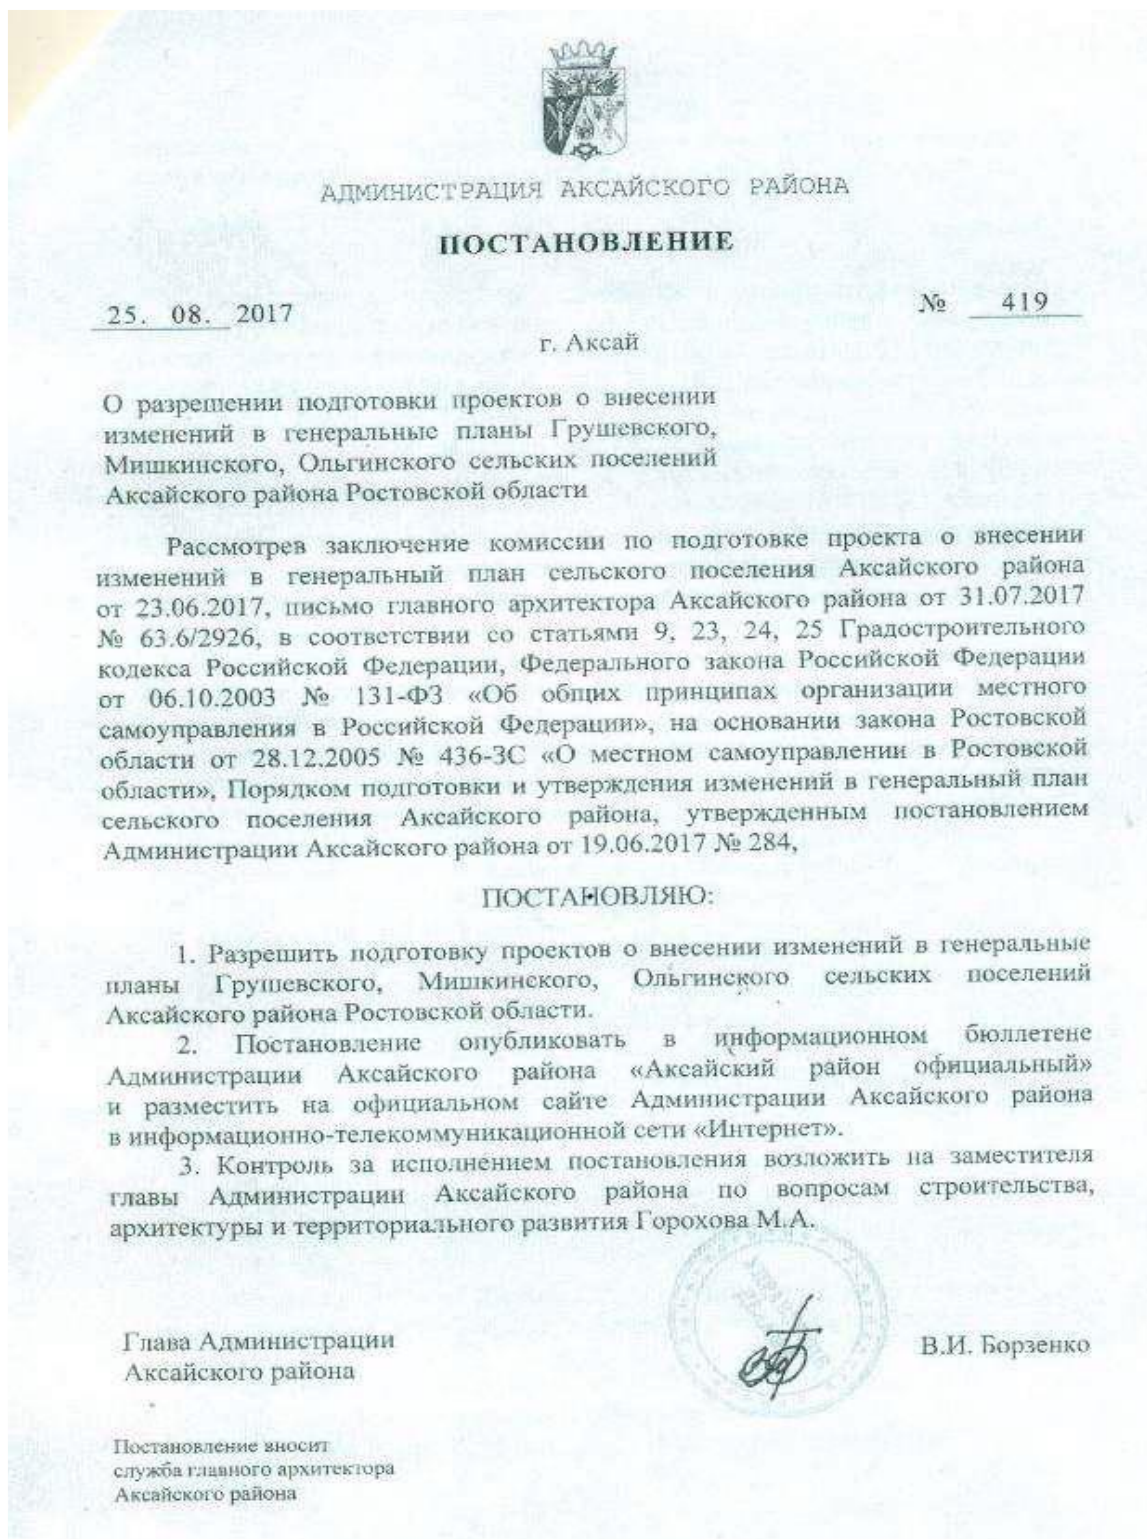 АДМИНИСТРАЦИЯ АКСАЙСКОГО РАЙОНА
ПОСТАНОВЛЕНИЕ
25. 08. 2017 № 419
г. Аксай
О разрешении подготовки проектов о внесении
изменений в генеральные планы Грушевского,
Мишкинского, Ольгинского сельских поселений
Аксайского района Ростовской области
Рассмотрев заключение комиссии по подготовке проекта о внесении
изменений в генеральный план сельского поселения Аксайского района
от 23.06.2017, письмо главного архитектора Аксайского района от 31.07.2017
№ 63.6/2926, в соответствии со статьями 9, 23, 24, 25 Градостроительного
кодекса Российской Федерации, Федерального закона Российской Федерации
от 06.10.2003 № 131-ФЗ «Об общих принципах организации местного
самоуправления в Российской Федерации», на основании закона Ростовской
области от 28.12.2005 № 436-ЗС «О местном самоуправлении в Ростовской
области», Порядком подготовки и утверждения изменений в генеральный план
сельского поселения Аксайского района, утвержденным постановлением
Администрации Аксайского района от 19.06.2017 № 284,
ПОСТАНОВЛЯЮ:
1. Разрешить подготовку проектов о внесении изменений в генеральные
планы Грушевского, Мишкинского, Ольгинского сельских поселений
Аксайского района Ростовской области.
2. Постановление опубликовать в информационном бюллетене
Администрации Аксайского района «Аксайский район официальный»
и разместить на официальном сайте Администрации Аксайского района
в информационно-телекоммуникационной сети «Интернет».
3. Контроль за исполнением постановления возложить на заместителя
главы Администрации Аксайского района по вопросам строительства,
архитектуры и территориального развития Горохова М.А.
Глава Администрации
Аксайского района
В.И. Борзенко
Постановление вносит
служба главного архитектора
Аксайского района